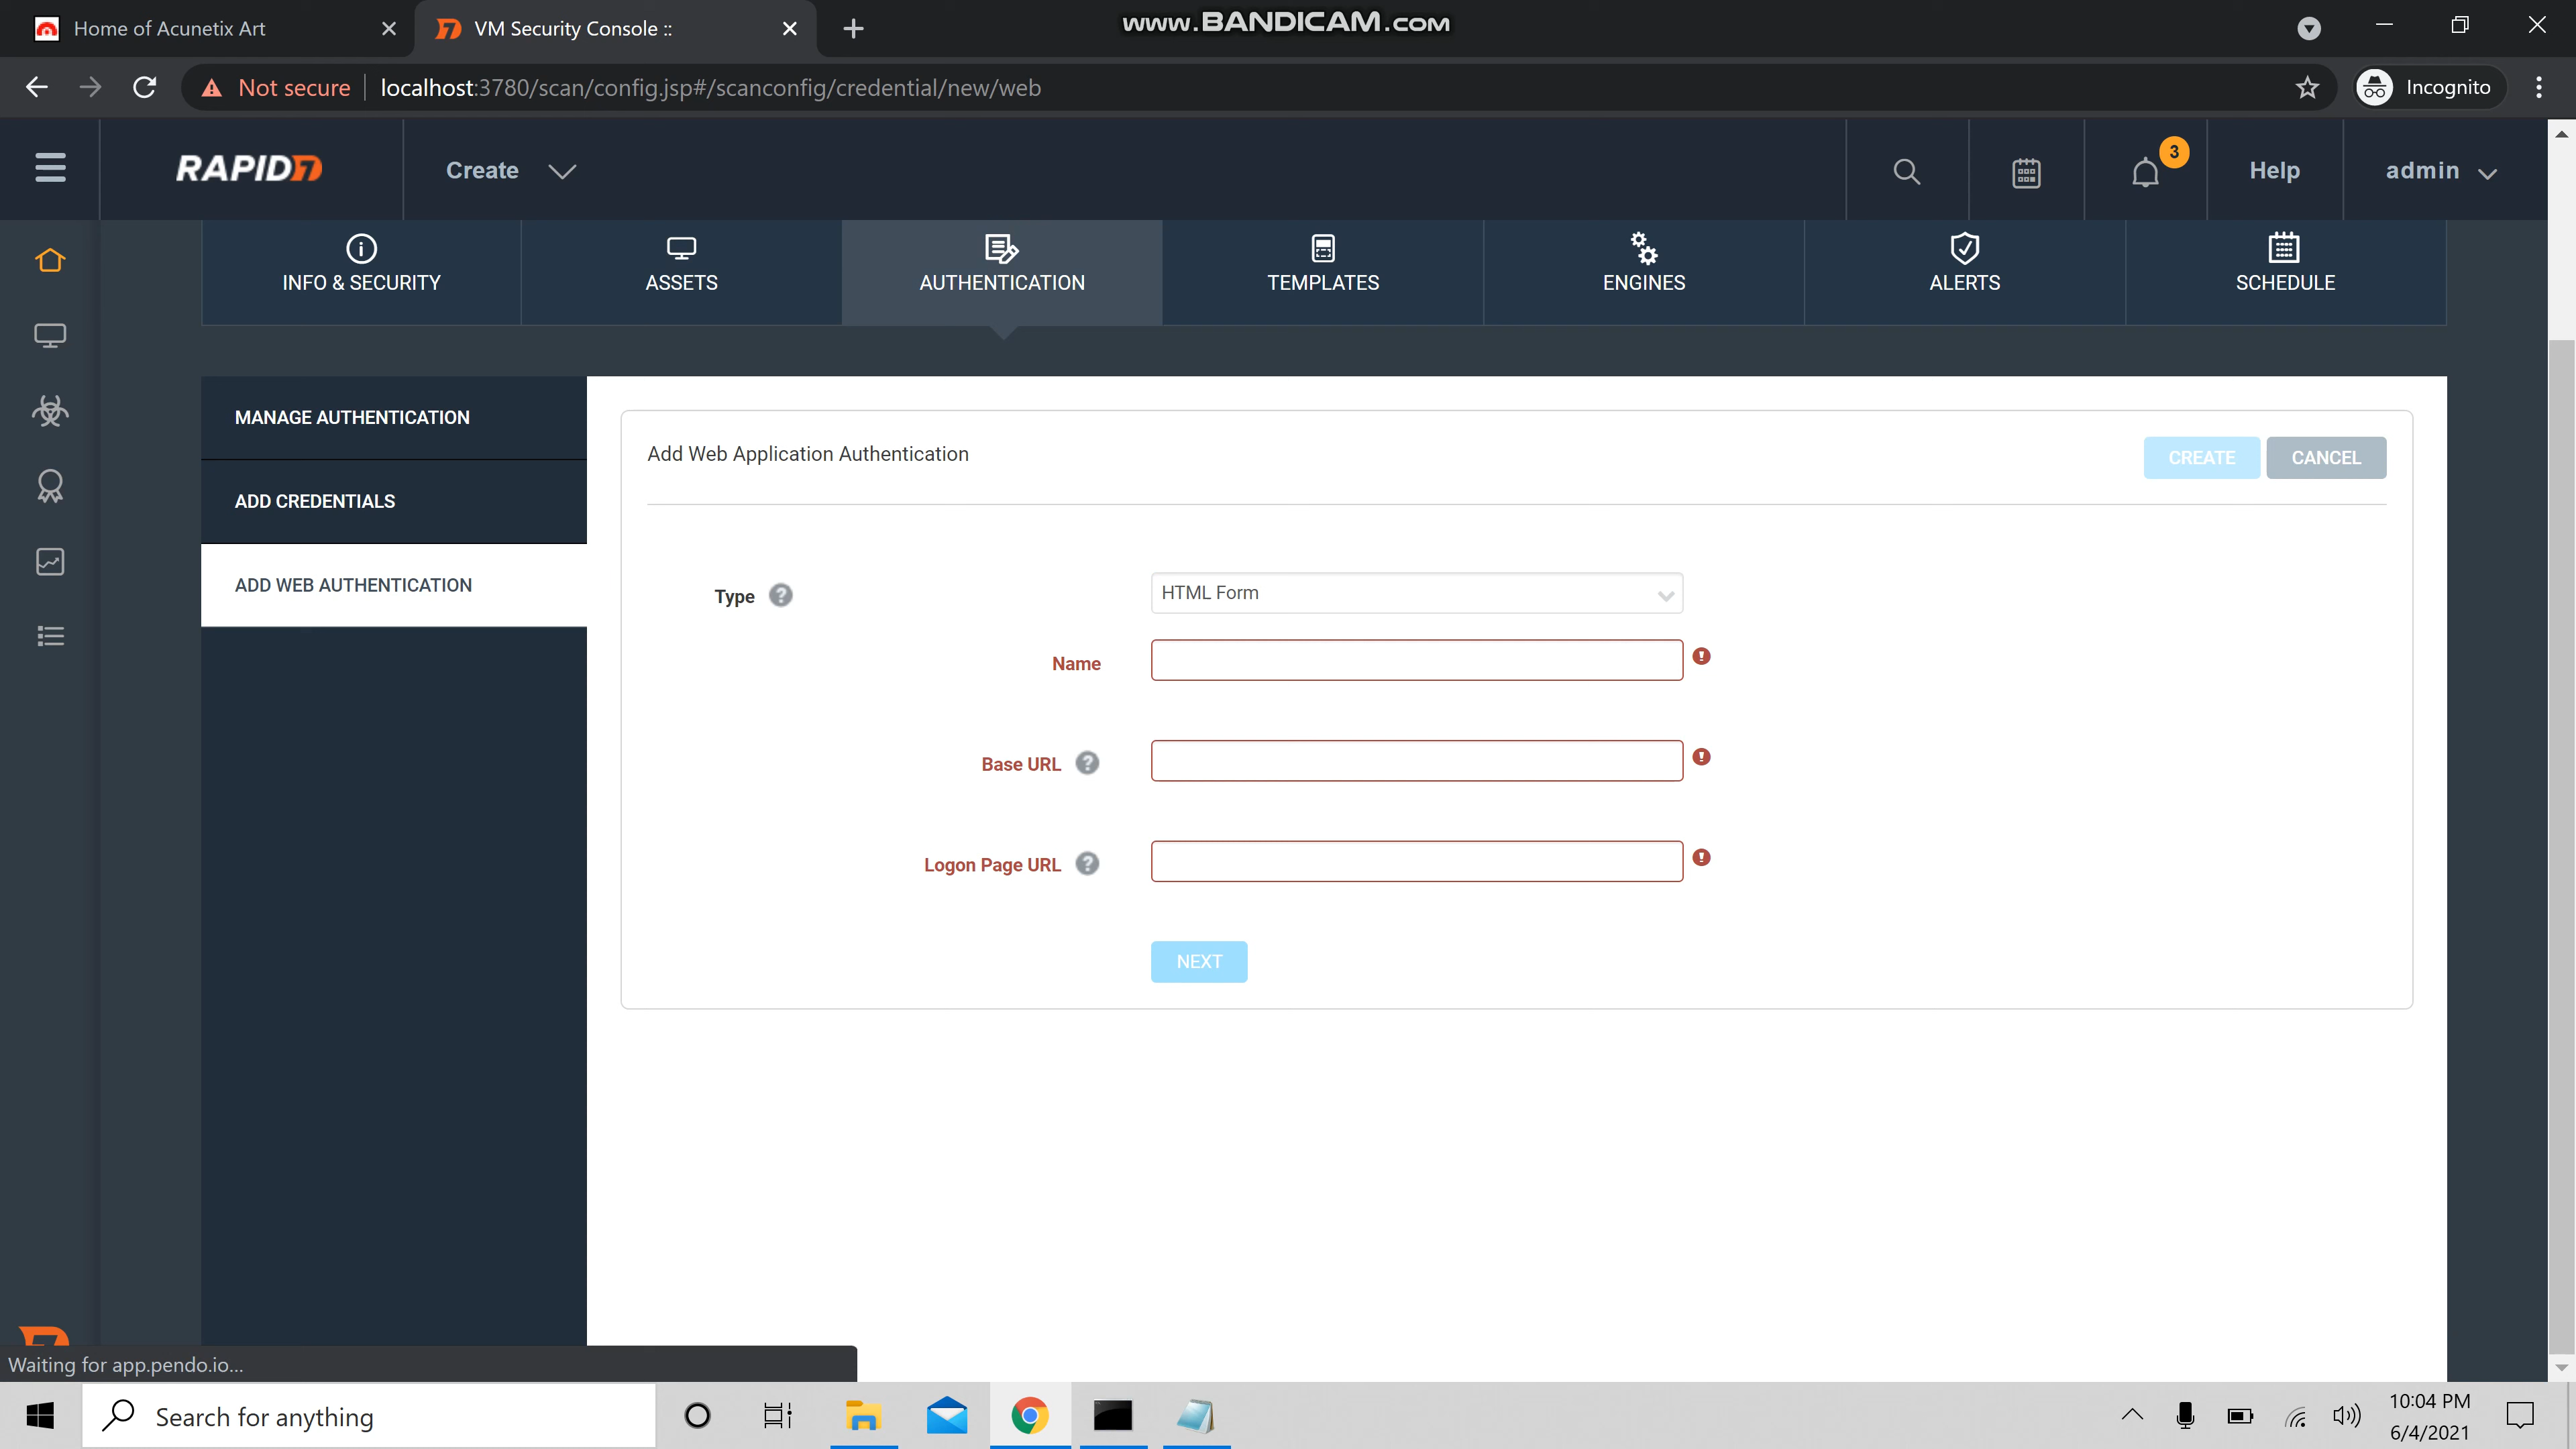 Home of Acunetix Art
VM Security Console ::
www.BANDICAM.com
Not secure
localhost:3780/scan/config.jsp#/scanconfig/credential/new/web
Incognito
RAPID7
Create
3
Help
admin
INFO & SECURITY
ASSETS
AUTHENTICATION
TEMPLATES
ENGINES
ALERTS
SCHEDULE
MANAGE AUTHENTICATION
ADD CREDENTIALS
ADD WEB AUTHENTICATION
Add Web Application Authentication
CREATE
CANCEL
Type
HTML Form
Name
Base URL
Logon Page URL
NEXT
Waiting for app.pendo.io...
Search for anything
10:04 PM
6/4/2021